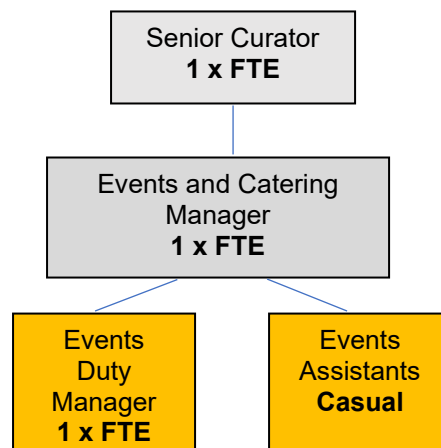 Senior Curator
1 x FTE
Events and Catering
Manager
1 x FTE
Events
Duty
Manager
1 x FTE
Events
Assistants
Casual